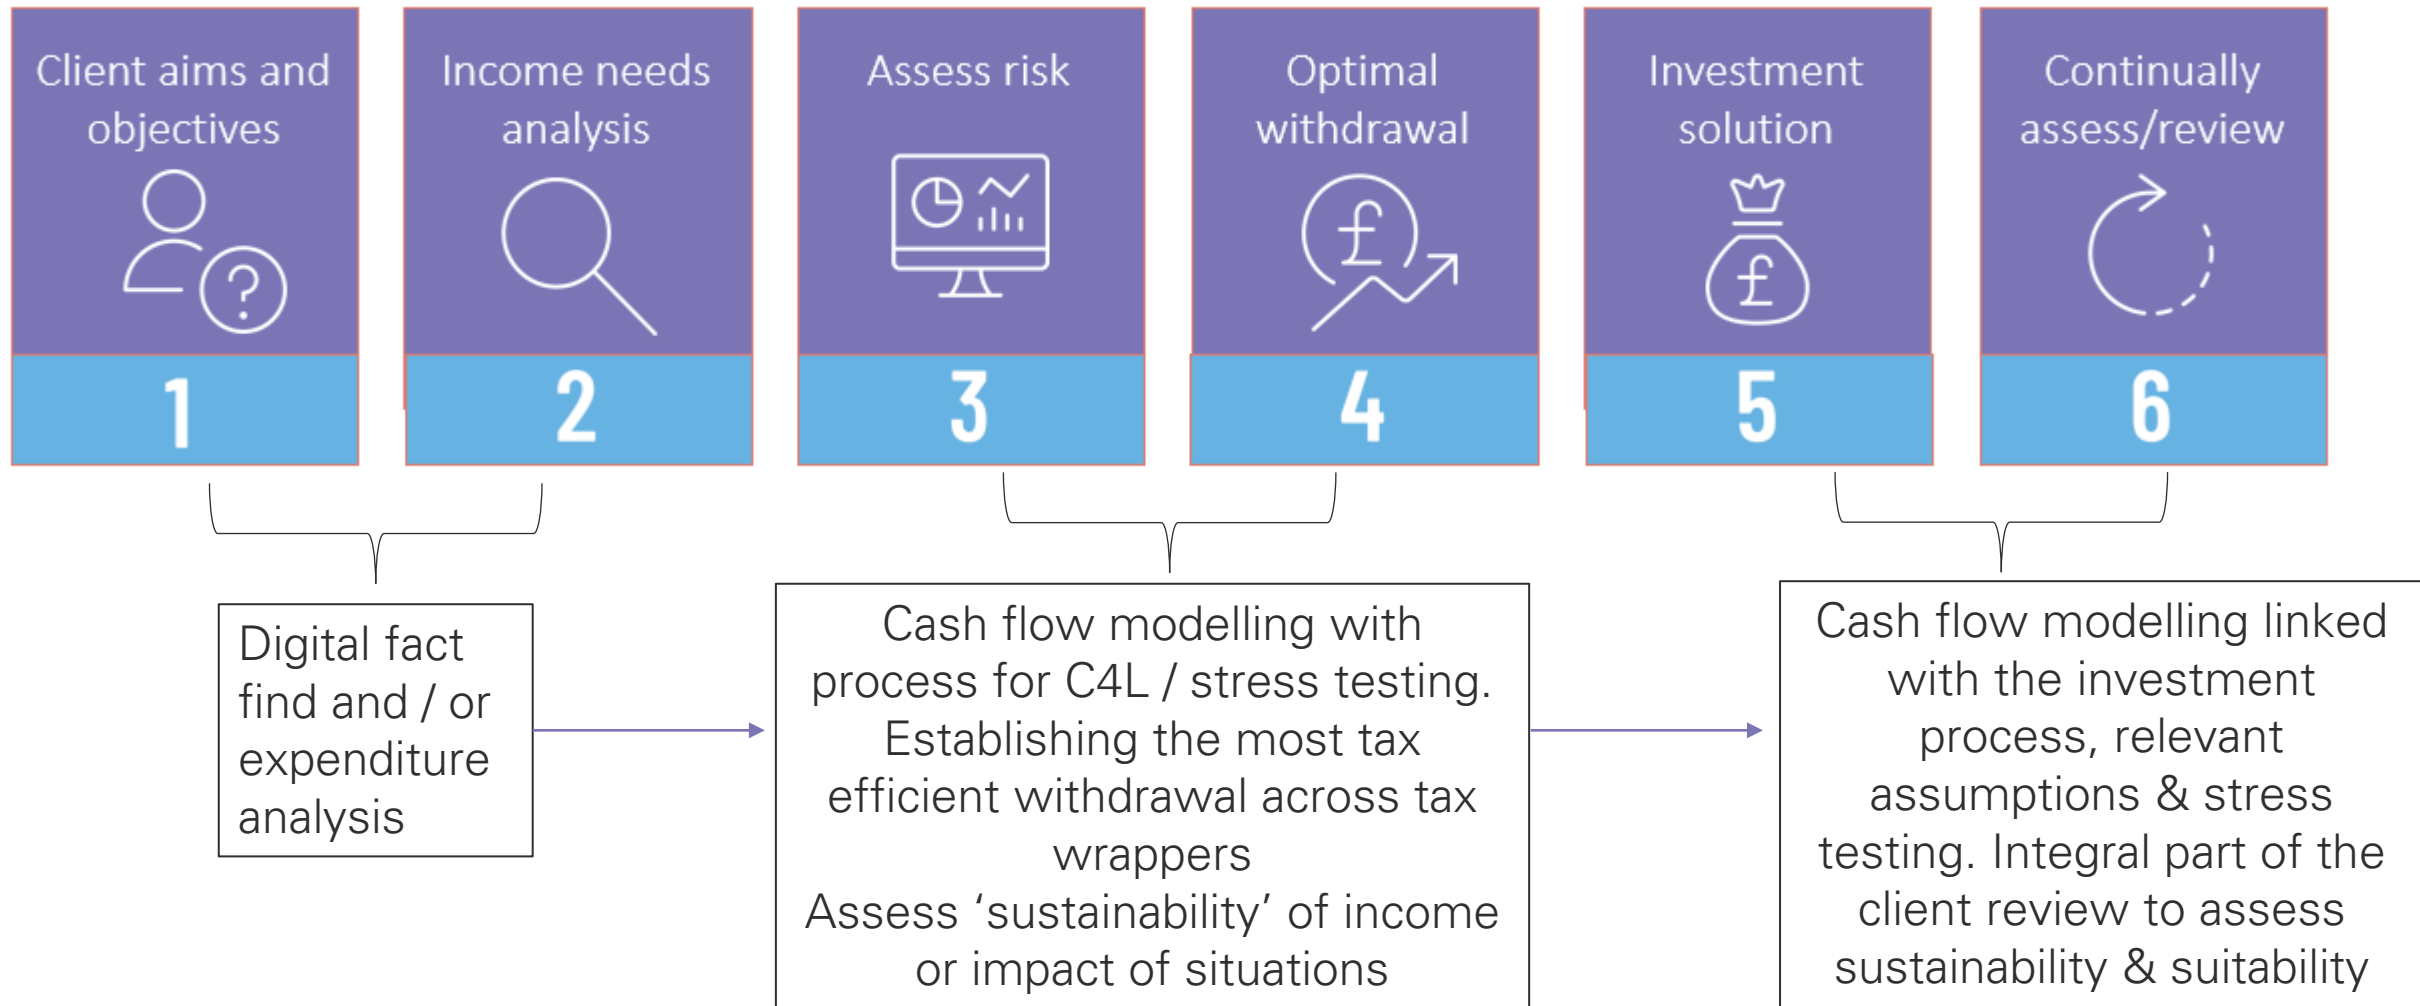 Client aims and
objectives
1
Income needs
analysis
2
Assess risk
3
Optimal
withdrawal
£
4
Investment
solution
£
5
Continually
assess/review
6
?
Digital fact
find and / or
expenditure
analysis
Cash flow modelling with
process for C4L / stress testing.
Establishing the most tax
efficient withdrawal across tax
wrappers
Assess ‘sustainability’ of income
or impact of situations
Cash flow modelling linked
with the investment
process, relevant
assumptions & stress
testing. Integral part of the
client review to assess
sustainability & suitability